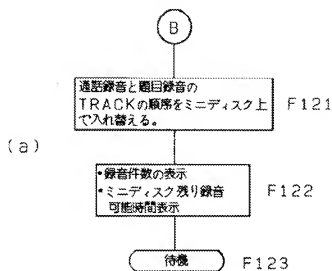 B
通話録音と題目録音の
TRACKの順序をミニディスク上
で入れ替える。
F121
(a)
・録音件数の表示
・ミニディスク残り録音
可能時間表示
F122
待機
F123